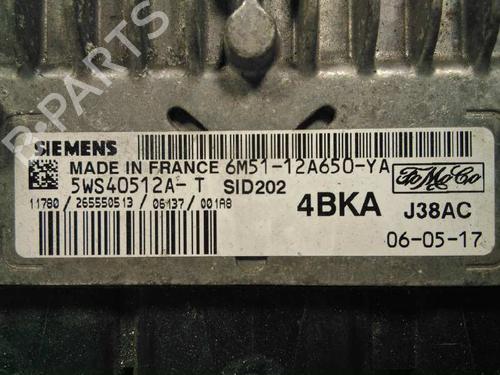 B-PARTS
SIEMENS
MADE IN FRANCE 6M51-12A650-YA
5WS40512A- T SID202
FoMoCo
11780 / 265550513 / 06137 / 001A8
4BKA J38AC
06-05-17